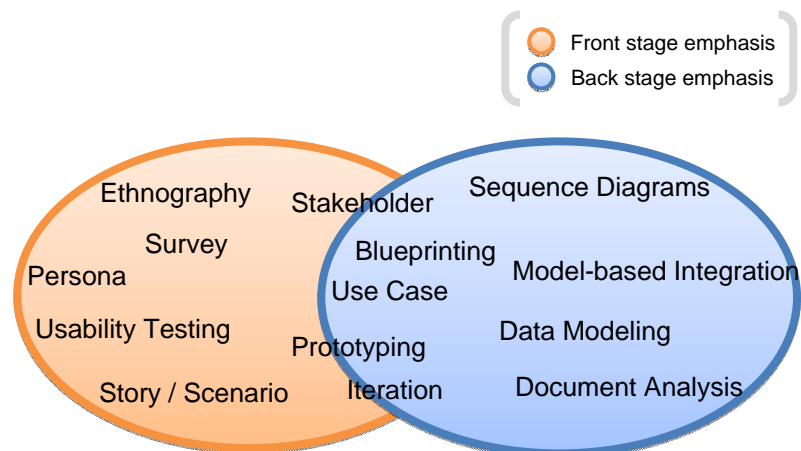 Front stage emphasis
Back stage emphasis
Ethnography
Stakeholder
Sequence Diagrams
Survey
Blueprinting
Persona
Model-based Integration
Use Case
Usability Testing
Prototyping
Data Modeling
Story / Scenario
Iteration
Document Analysis